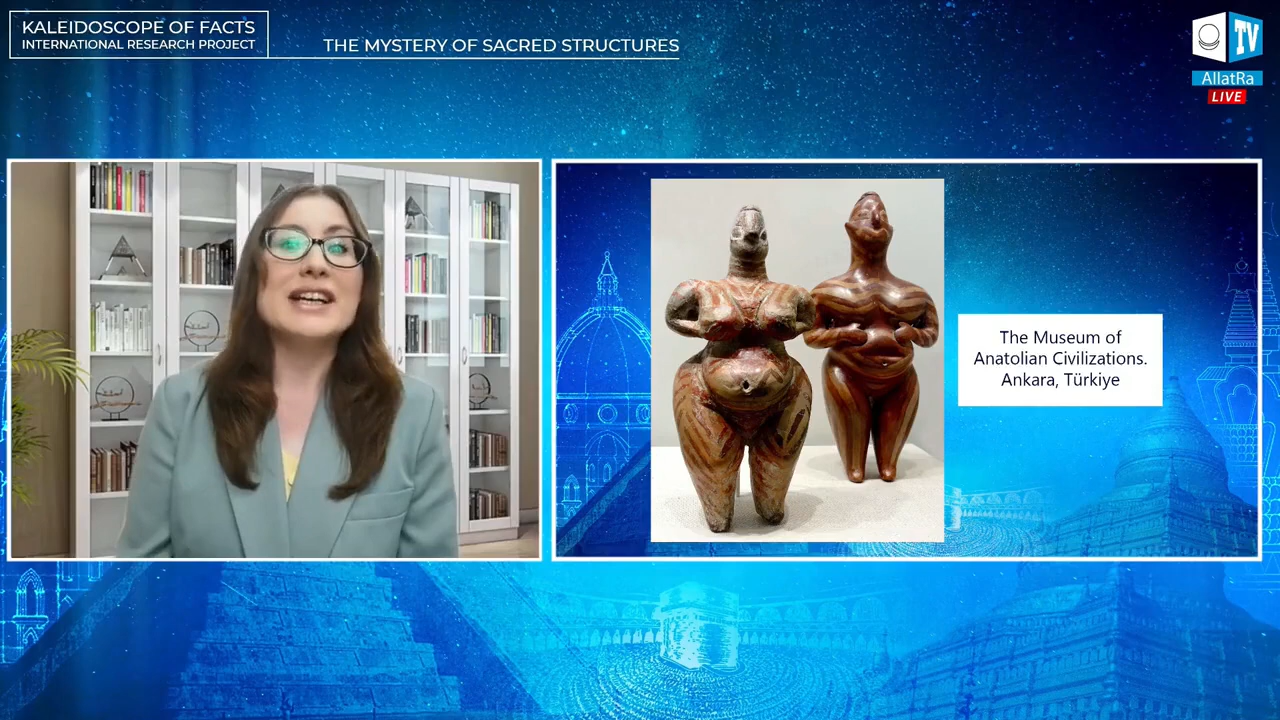 KALEIDOSCOPE OF FACTS
INTERNATIONAL RESEARCH PROJECT
THE MYSTERY OF SACRED STRUCTURES
TV
AllatRa
LIVE
The Museum of
Anatolian Civilizations.
Ankara, Türkiye